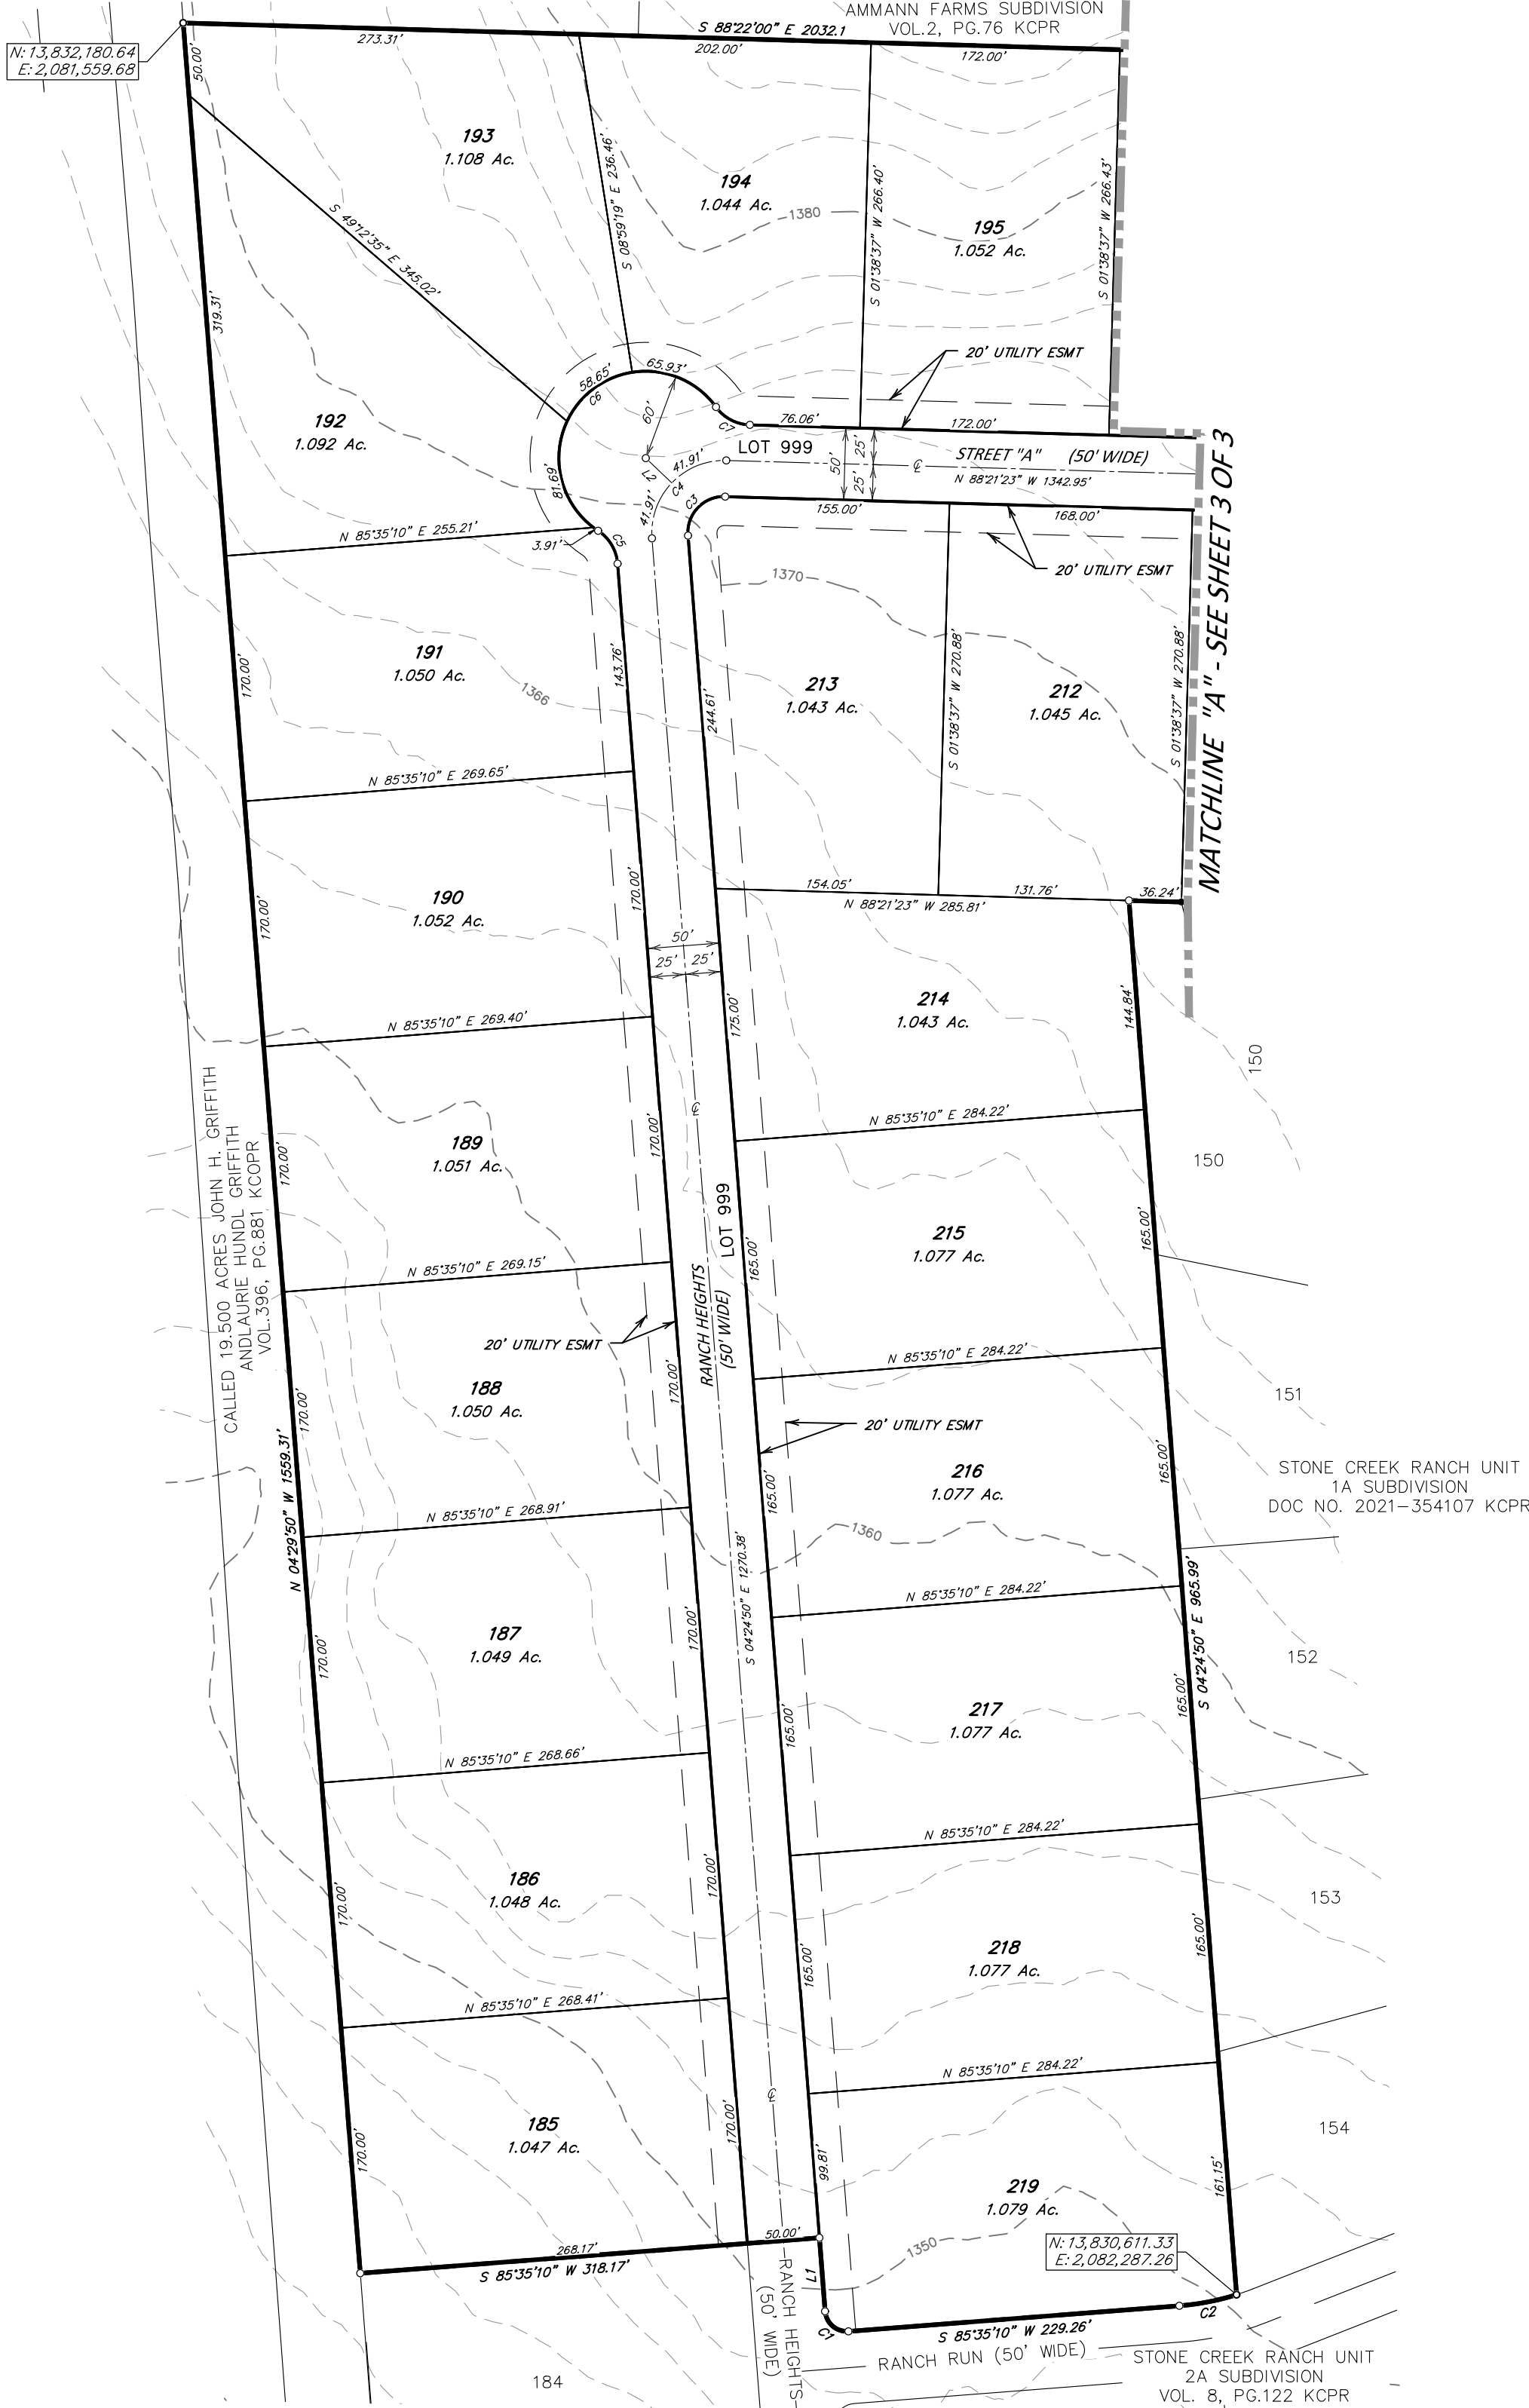 AMMANN FARMS SUBDIVISION
VOL.2, PG.76 KCPR
S 88°22'00" E 2032.1
N: 13,832,180.64
E: 2,081,559.68
273.31'
202.00'
172.00'
50.00'
193
1.108 Ac.
S 08°59'19" E 236.46'
194
1.044 Ac.
1380
S 01°38'37" W 266.40'
195
1.052 Ac.
S 01°38'37" W 266.43'
S 49°12'35" E 345.02'
319.31'
20' UTILITY ESMT
65.93'
58.65'
C6
60'
C7
76.06'
172.00'
192
1.092 Ac.
81.69'
L2
41.91'
C4
41.91'
LOT 999
50'
25'
25'
STREET "A" (50' WIDE)
N 88°21'23" W 1342.95'
MATCHLINE "A" - SEE SHEET 3 OF 3
C3
155.00'
168.00'
N 85°35'10" E 255.21'
3.91'
C5
20' UTILITY ESMT
1370
191
1.050 Ac.
1366
170.00'
143.76'
244.61'
213
1.043 Ac.
S 01°38'37" W 270.88'
212
1.045 Ac.
S 01°38'37" W 270.88'
N 85°35'10" E 269.65'
190
1.052 Ac.
170.00'
170.00'
154.05'
131.76'
36.24'
N 88°21'23" W 285.81'
50'
25'
25'
N 85°35'10" E 269.40'
175.00'
214
1.043 Ac.
144.84'
150
150
CALLED 19.500 ACRES JOHN H. GRIFFITH
ANDLAURIE HUNDL GRIFFITH
VOL.396, PG.881 KCOPR
189
1.051 Ac.
170.00'
170.00'
N 85°35'10" E 284.22'
LOT 999
RANCH HEIGHTS
(50' WIDE)
215
1.077 Ac.
165.00'
165.00'
N 85°35'10" E 269.15'
20' UTILITY ESMT
188
1.050 Ac.
170.00'
170.00'
N 85°35'10" E 284.22'
151
20' UTILITY ESMT
N 04°29'50" W 1559.31'
216
1.077 Ac.
165.00'
165.00'
STONE CREEK RANCH UNIT
1A SUBDIVISION
DOC NO. 2021-354107 KCPR
N 85°35'10" E 268.91'
1360
S 04°24'50" E 1270.38'
N 85°35'10" E 284.22'
S 04°24'50" E 965.99'
187
1.049 Ac.
170.00'
170.00'
152
217
1.077 Ac.
165.00'
165.00'
N 85°35'10" E 268.66'
N 85°35'10" E 284.22'
186
1.048 Ac.
170.00'
170.00'
153
218
1.077 Ac.
165.00'
165.00'
N 85°35'10" E 268.41'
N 85°35'10" E 284.22'
185
1.047 Ac.
170.00'
170.00'
154
99.81'
161.15'
219
1.079 Ac.
50.00'
268.17'
S 85°35'10" W 318.17'
1350
N: 13,830,611.33
E: 2,082,287.26
L1
C1
C2
S 85°35'10" W 229.26'
RANCH HEIGHTS
(50' WIDE)
RANCH RUN (50' WIDE)
184
STONE CREEK RANCH UNIT
2A SUBDIVISION
VOL. 8, PG.122 KCPR